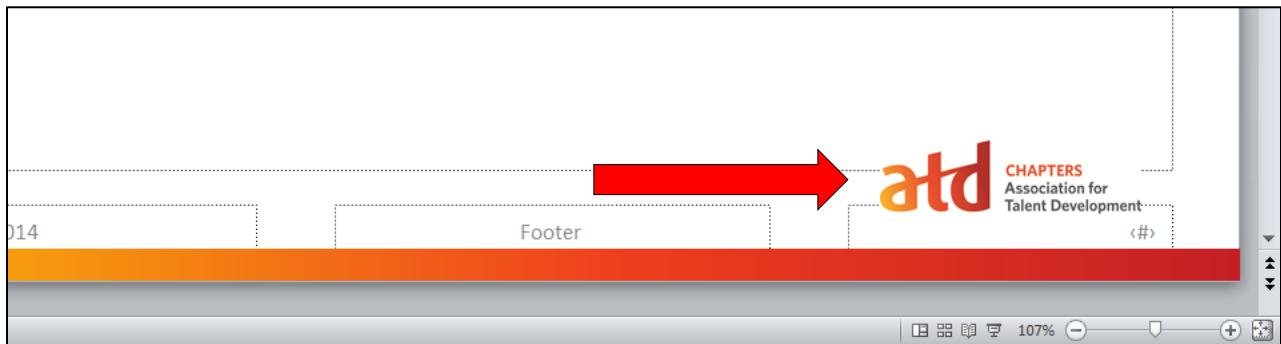 atd
CHAPTERS
Association for
Talent Development
014
Footer
‹#›
107%